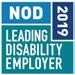 NOD
2019
LEADING
DISABILITY
EMPLOYER